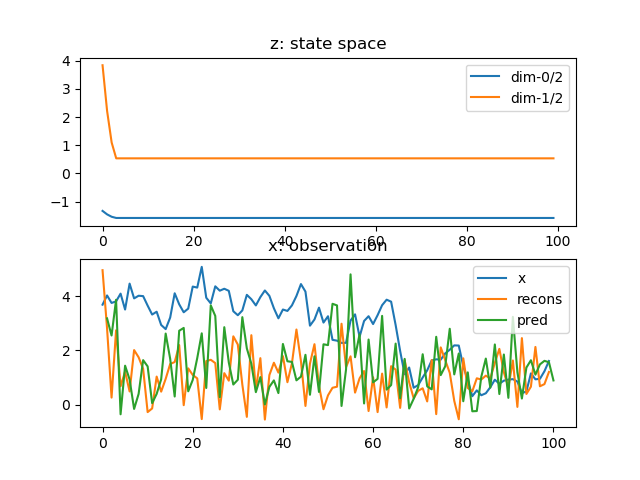 z: state space
4
3
2
1
0
−1
dim-0/2
dim-1/2
0 20 40 60 80 100
x: observation
4
2
0
x
recons
pred
0 20 40 60 80 100